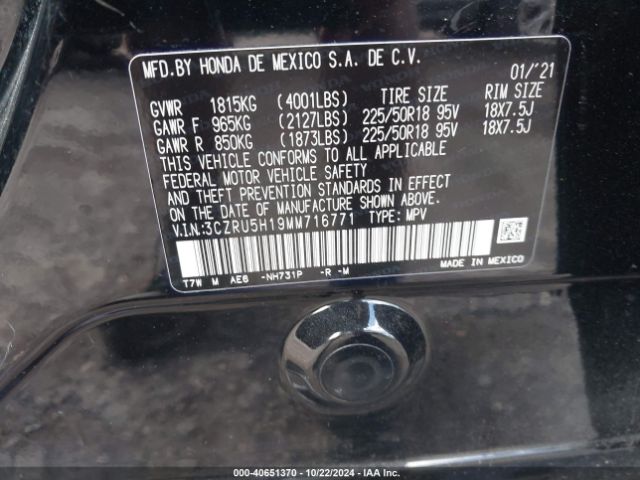 MFD.BY HONDA DE MEXICO S.A. DE C.V.
01/'21
GVWR 1815KG (4001LBS) TIRE SIZE RIM SIZE
GAWR F 965KG (2127LBS) 225/50R18 95V 18X7.5J
GAWR R 850KG (1873LBS) 225/50R18 95V 18X7.5J
THIS VEHICLE CONFORMS TO ALL APPLICABLE
FEDERAL MOTOR VEHICLE SAFETY
AND THEFT PREVENTION STANDARDS IN EFFECT
ON THE DATE OF MANUFACTURE SHOWN ABOVE.
V.I.N:3CZRU5H19MM716771 TYPE: MPV
T7W M AE6 -NH731P -R -M
MADE IN MEXICO
000-40651370 - 10/22/2024 - IAA Inc.